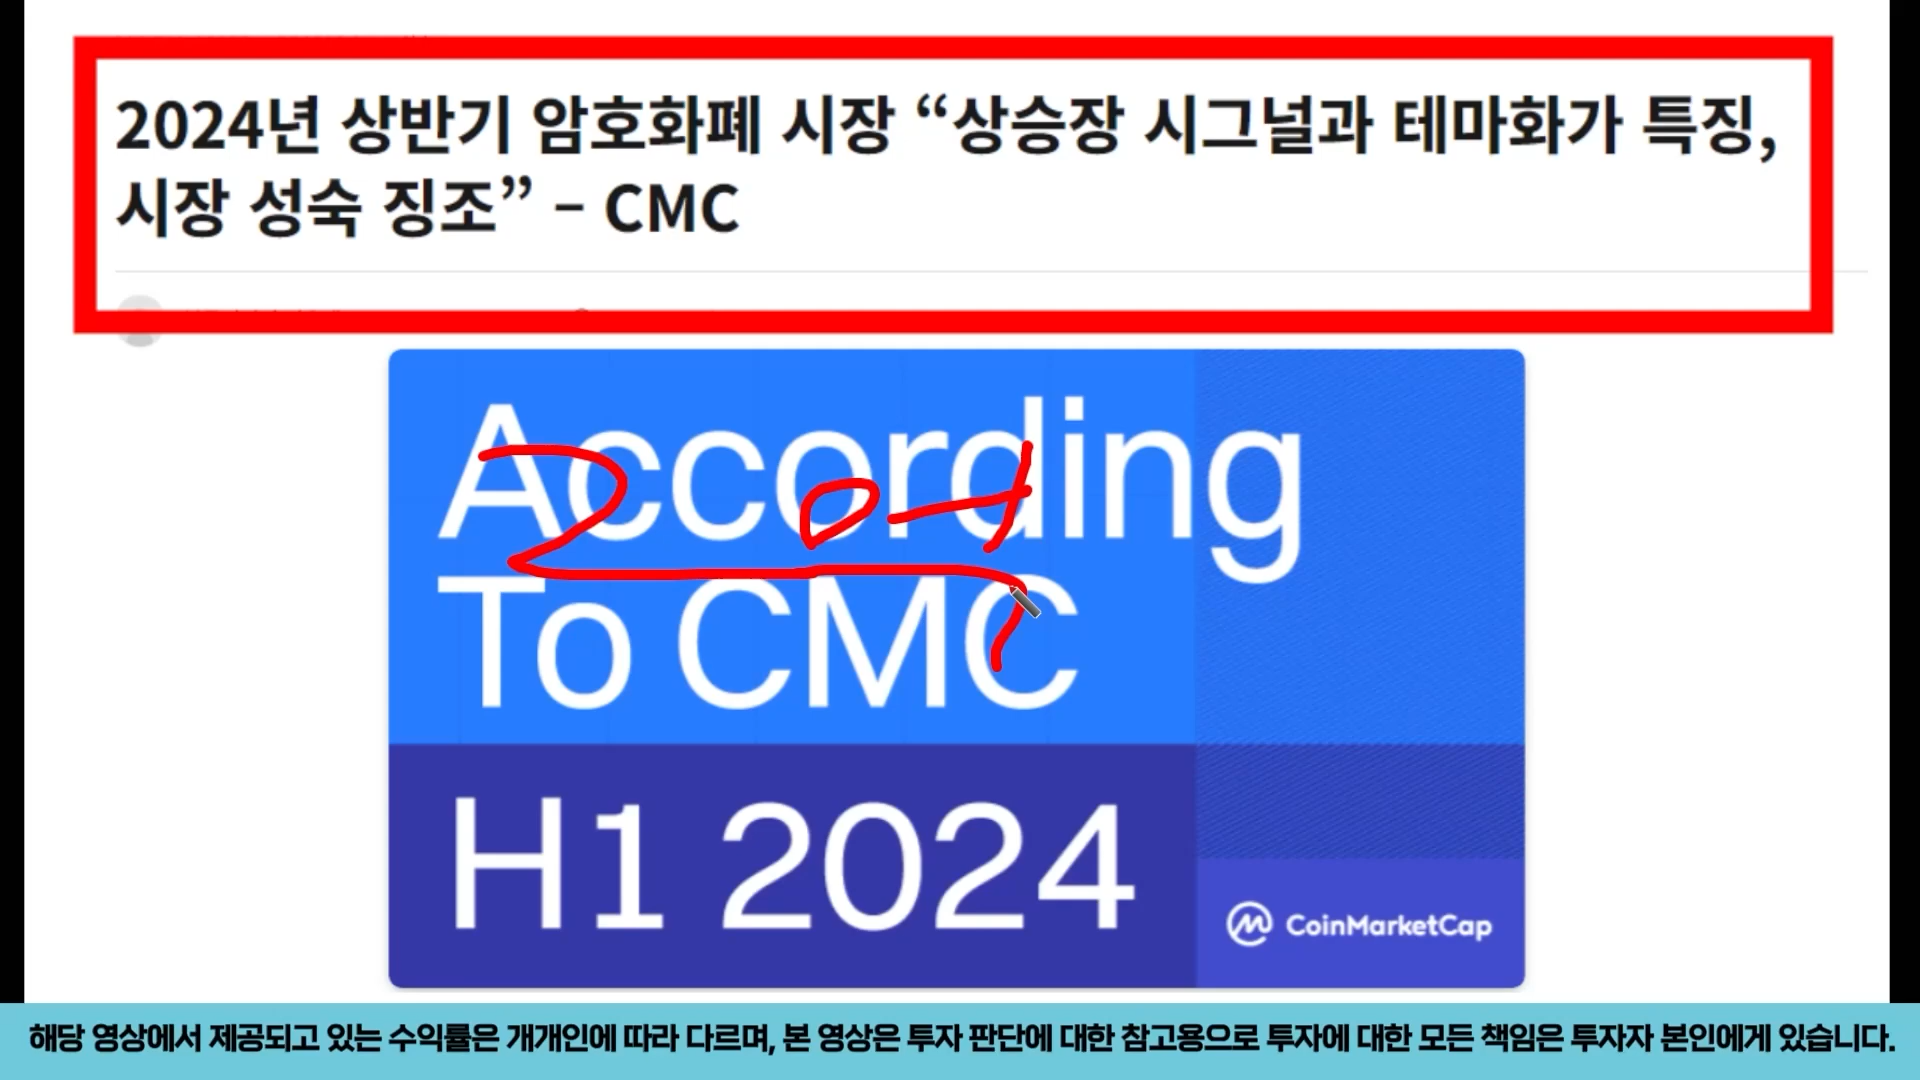 2024년 상반기 암호화폐 시장 “상승장 시그널과 테마화가 특징,
시장 성숙 징조” – CMC
According
To CMC
H1 2024
CoinMarketCap
해당 영상에서 제공되고 있는 수익률은 개개인에 따라 다르며, 본 영상은 투자 판단에 대한 참고용으로 투자에 대한 모든 책임은 투자자 본인에게 있습니다.